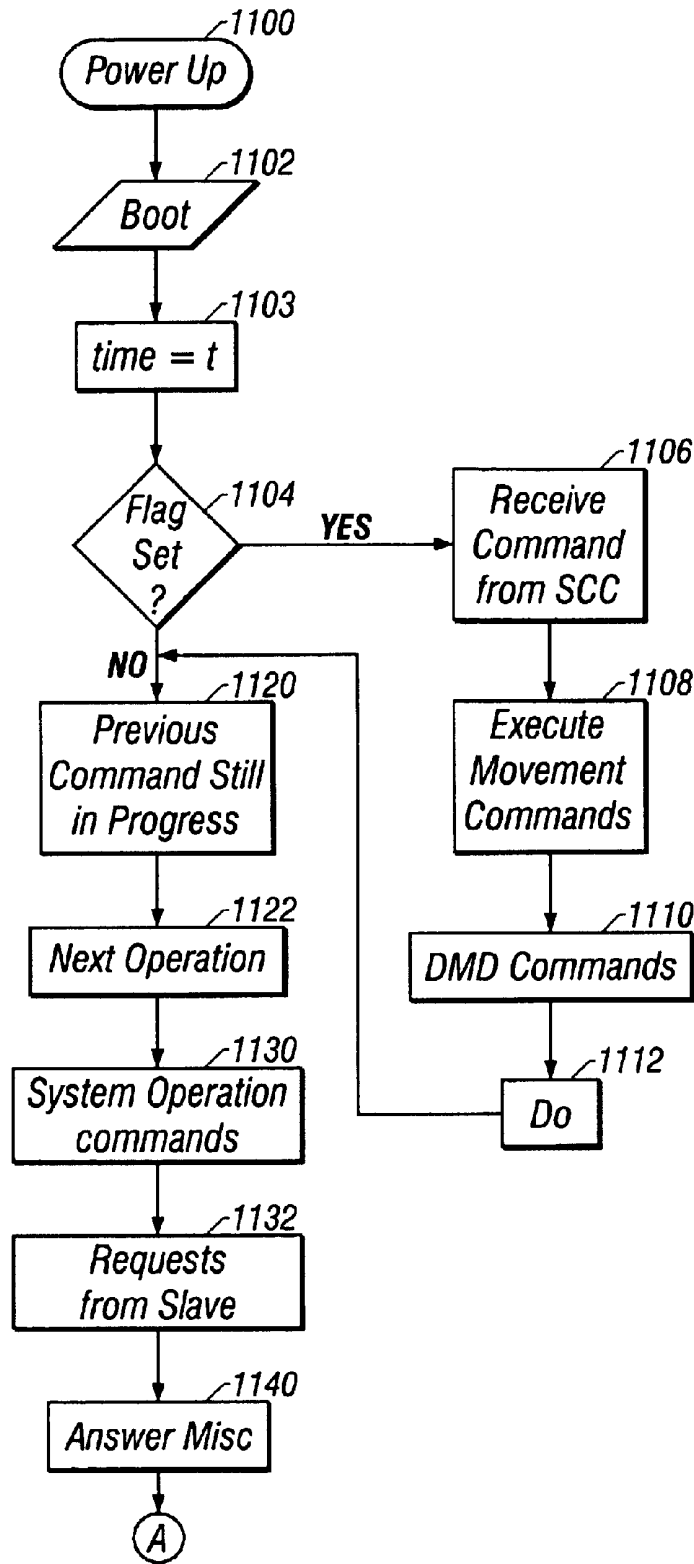 1100
Power Up
1102
Boot
1103
time = t
1104
Flag
Set
?
YES
NO
1106
Receive
Command
from SCC
1108
Execute
Movement
Commands
1110
DMD Commands
1112
Do
1120
Previous
Command Still
in Progress
1122
Next Operation
1130
System Operation
commands
1132
Requests
from Slave
1140
Answer Misc
A